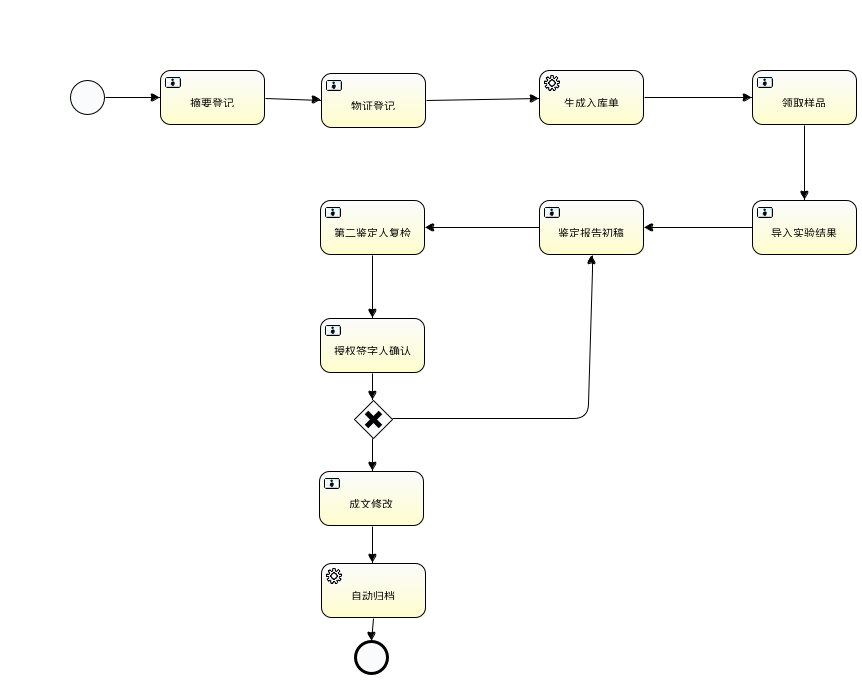 摘要登记
物证登记
生成入库单
领取样品
第二鉴定人复检
鉴定报告初稿
导入实验结果
授权签字人确认
成文修改
自动归档